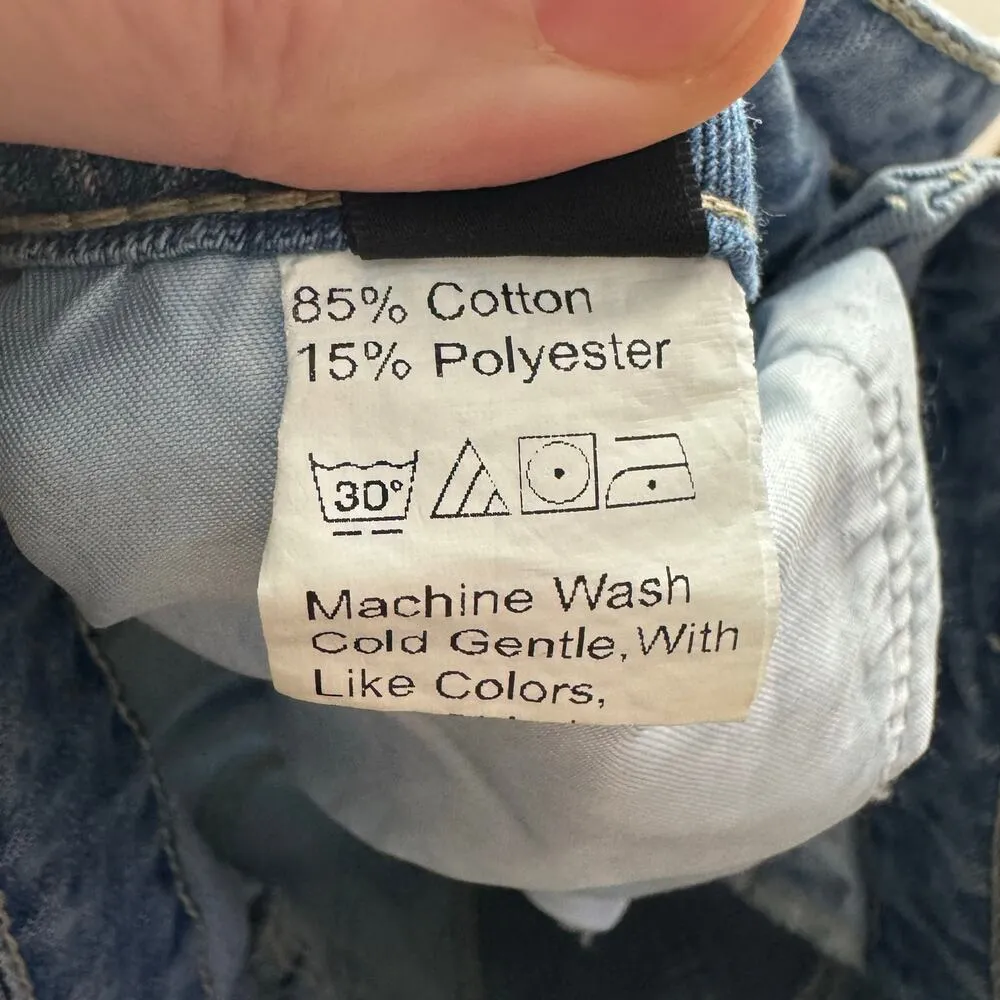 85% Cotton
15% Polyester
30°
Machine Wash
Cold Gentle, With
Like Colors,